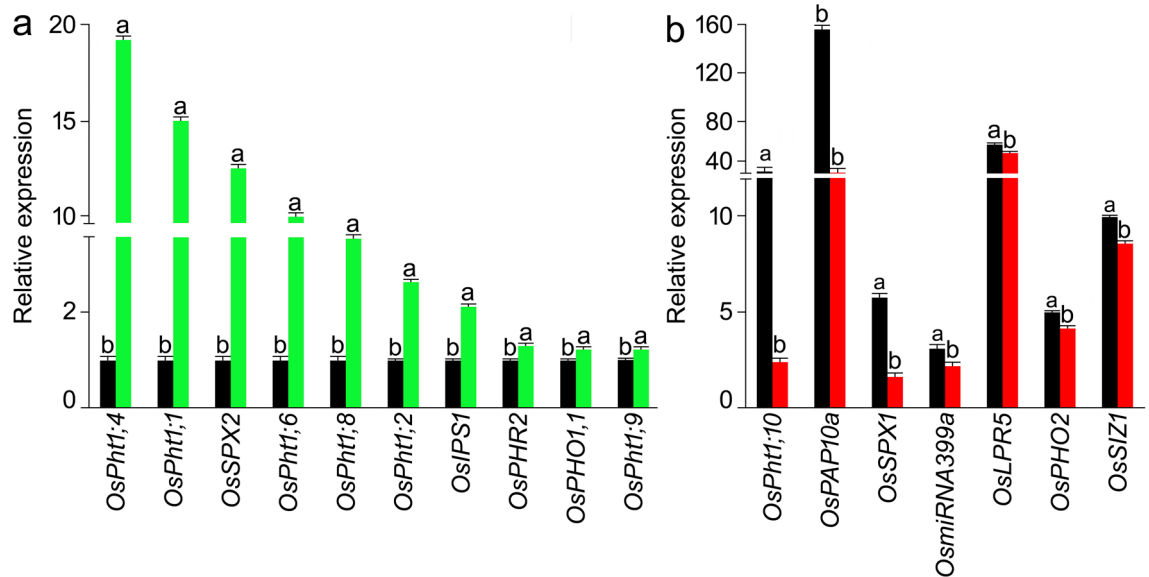 a
Relative expression
20
15
10
2
0
a
a
a
a
a
a
a
a
a
a
b
b
b
b
b
b
b
b
b
b
OsPht1;4
OsPht1;1
OsSPX2
OsPht1;6
OsPht1;8
OsPht1;2
OsIPS1
OsPHR2
OsPHO1,1
OsPht1;9
b
Relative expression
160
120
80
40
10
5
0
a
b
b
b
a
b
a
b
a
b
a
b
a
b
OsPht1;10
OsPAP10a
OsSPX1
OsmiRNA399a
OsLPR5
OsPHO2
OsSIZ1